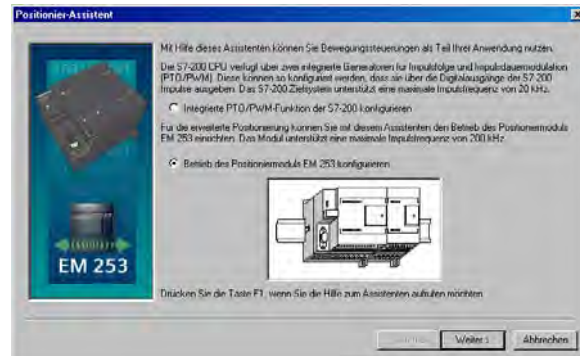 Positionier-Assistent
Mit Hilfe dieses Assistenten können Sie Bewegungssteuerungen als Teil Ihrer Anwendung nutzen.
Die S7-200 CPU verfügt über zwei integrierte Generatoren für Impulsfolge und Impulsdauermodulation
(PTO/PWM). Diese können so konfiguriert werden, dass sie über die Digitalausgänge der S7-200
Impulse ausgeben. Das S7-200 Zielsystem unterstützt eine maximale Impulsfrequenz von 20 kHz.
Integrierte PTO/PWM-Funktion der S7-200 konfigurieren
Für die erweiterte Positionierung können Sie mit diesem Assistenten den Betrieb des Positioniermoduls
EM 253 einrichten. Das Modul unterstützt eine maximale Impulsfrequenz von 200 kHz.
Betrieb des Positioniermoduls EM 253 konfigurieren
EM 253
Drücken Sie die Taste F1, wenn Sie die Hilfe zum Assistenten aufrufen möchten.
Weiter >
Abbrechen